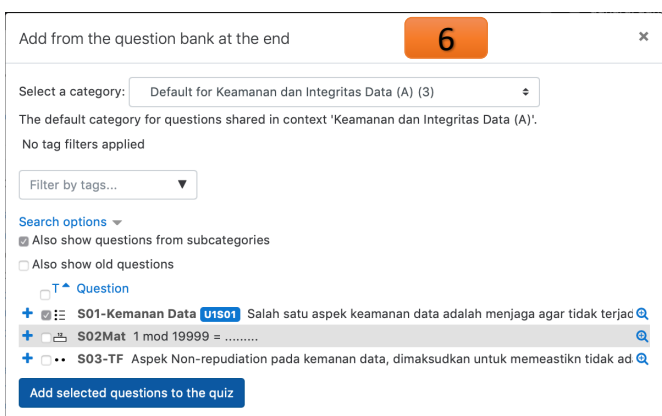 Add from the question bank at the end
6
×
Select a category: Default for Keamanan dan Integritas Data (A) (3)
The default category for questions shared in context 'Keamanan dan Integritas Data (A)'.
No tag filters applied
Filter by tags... ▼
Search options
Also show questions from subcategories
Also show old questions
T Question
S01-Kemanan Data U1S01 Salah satu aspek keamanan data adalah menjaga agar tidak terjad
S02Mat 1 mod 19999 = .........
S03-TF Aspek Non-repudiation pada kemanan data, dimaksudkan untuk memeastikn tidak ad
Add selected questions to the quiz